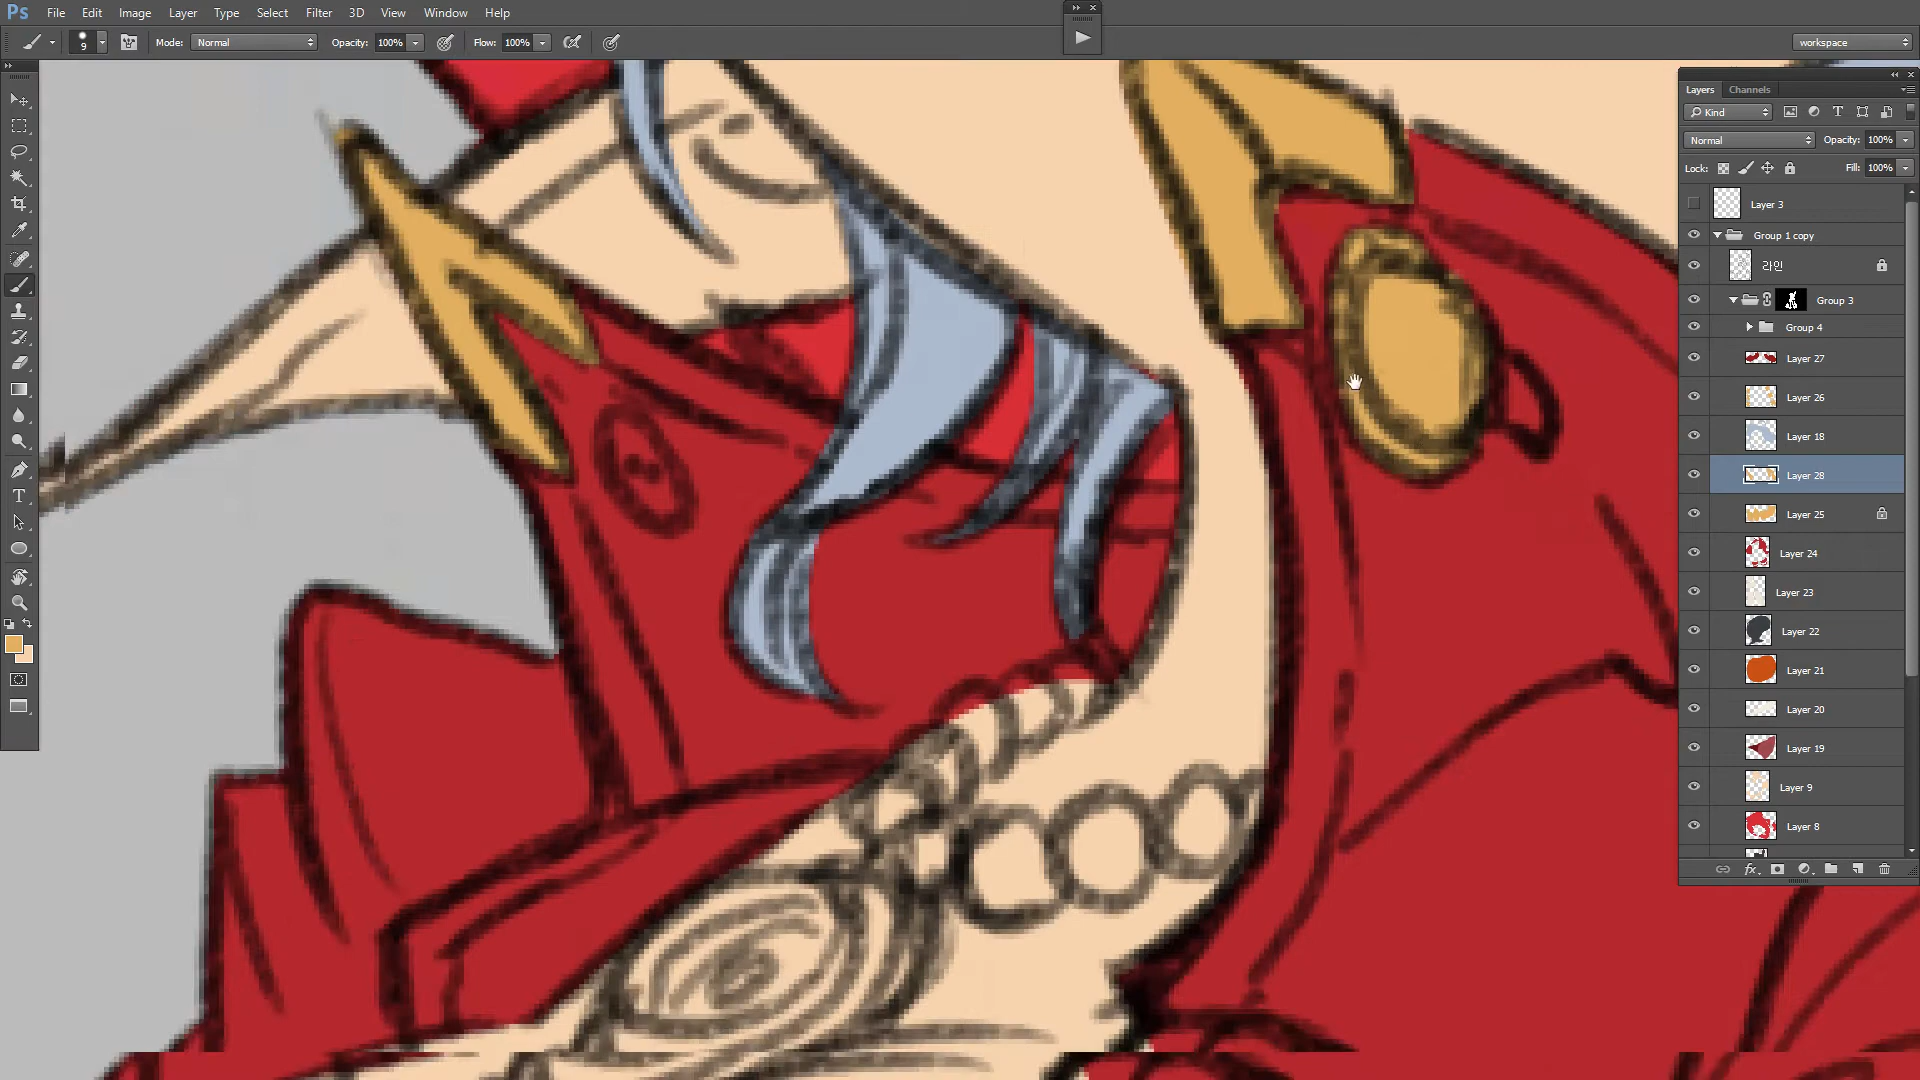 Ps File Edit Image Layer Type Select Filter 3D View Window Help
9 Mode: Normal Opacity: 100% Flow: 100% workspace
Layers Channels
Kind
Normal Opacity: 100%
Lock: Fill: 100%
Layer 3
Group 1 copy
라인
Group 3
Group 4
Layer 27
Layer 26
Layer 18
Layer 28
Layer 25
Layer 24
Layer 23
Layer 22
Layer 21
Layer 20
Layer 19
Layer 9
Layer 8